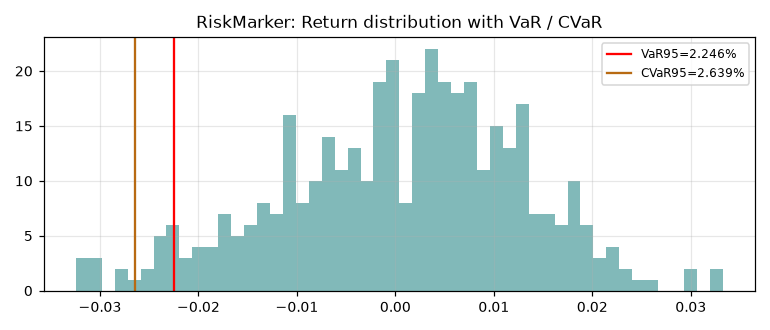 RiskMarker: Return distribution with VaR / CVaR
VaR95=2.246%
CVaR95=2.639%
20
15
10
5
0
−0.03 −0.02 −0.01 0.00 0.01 0.02 0.03